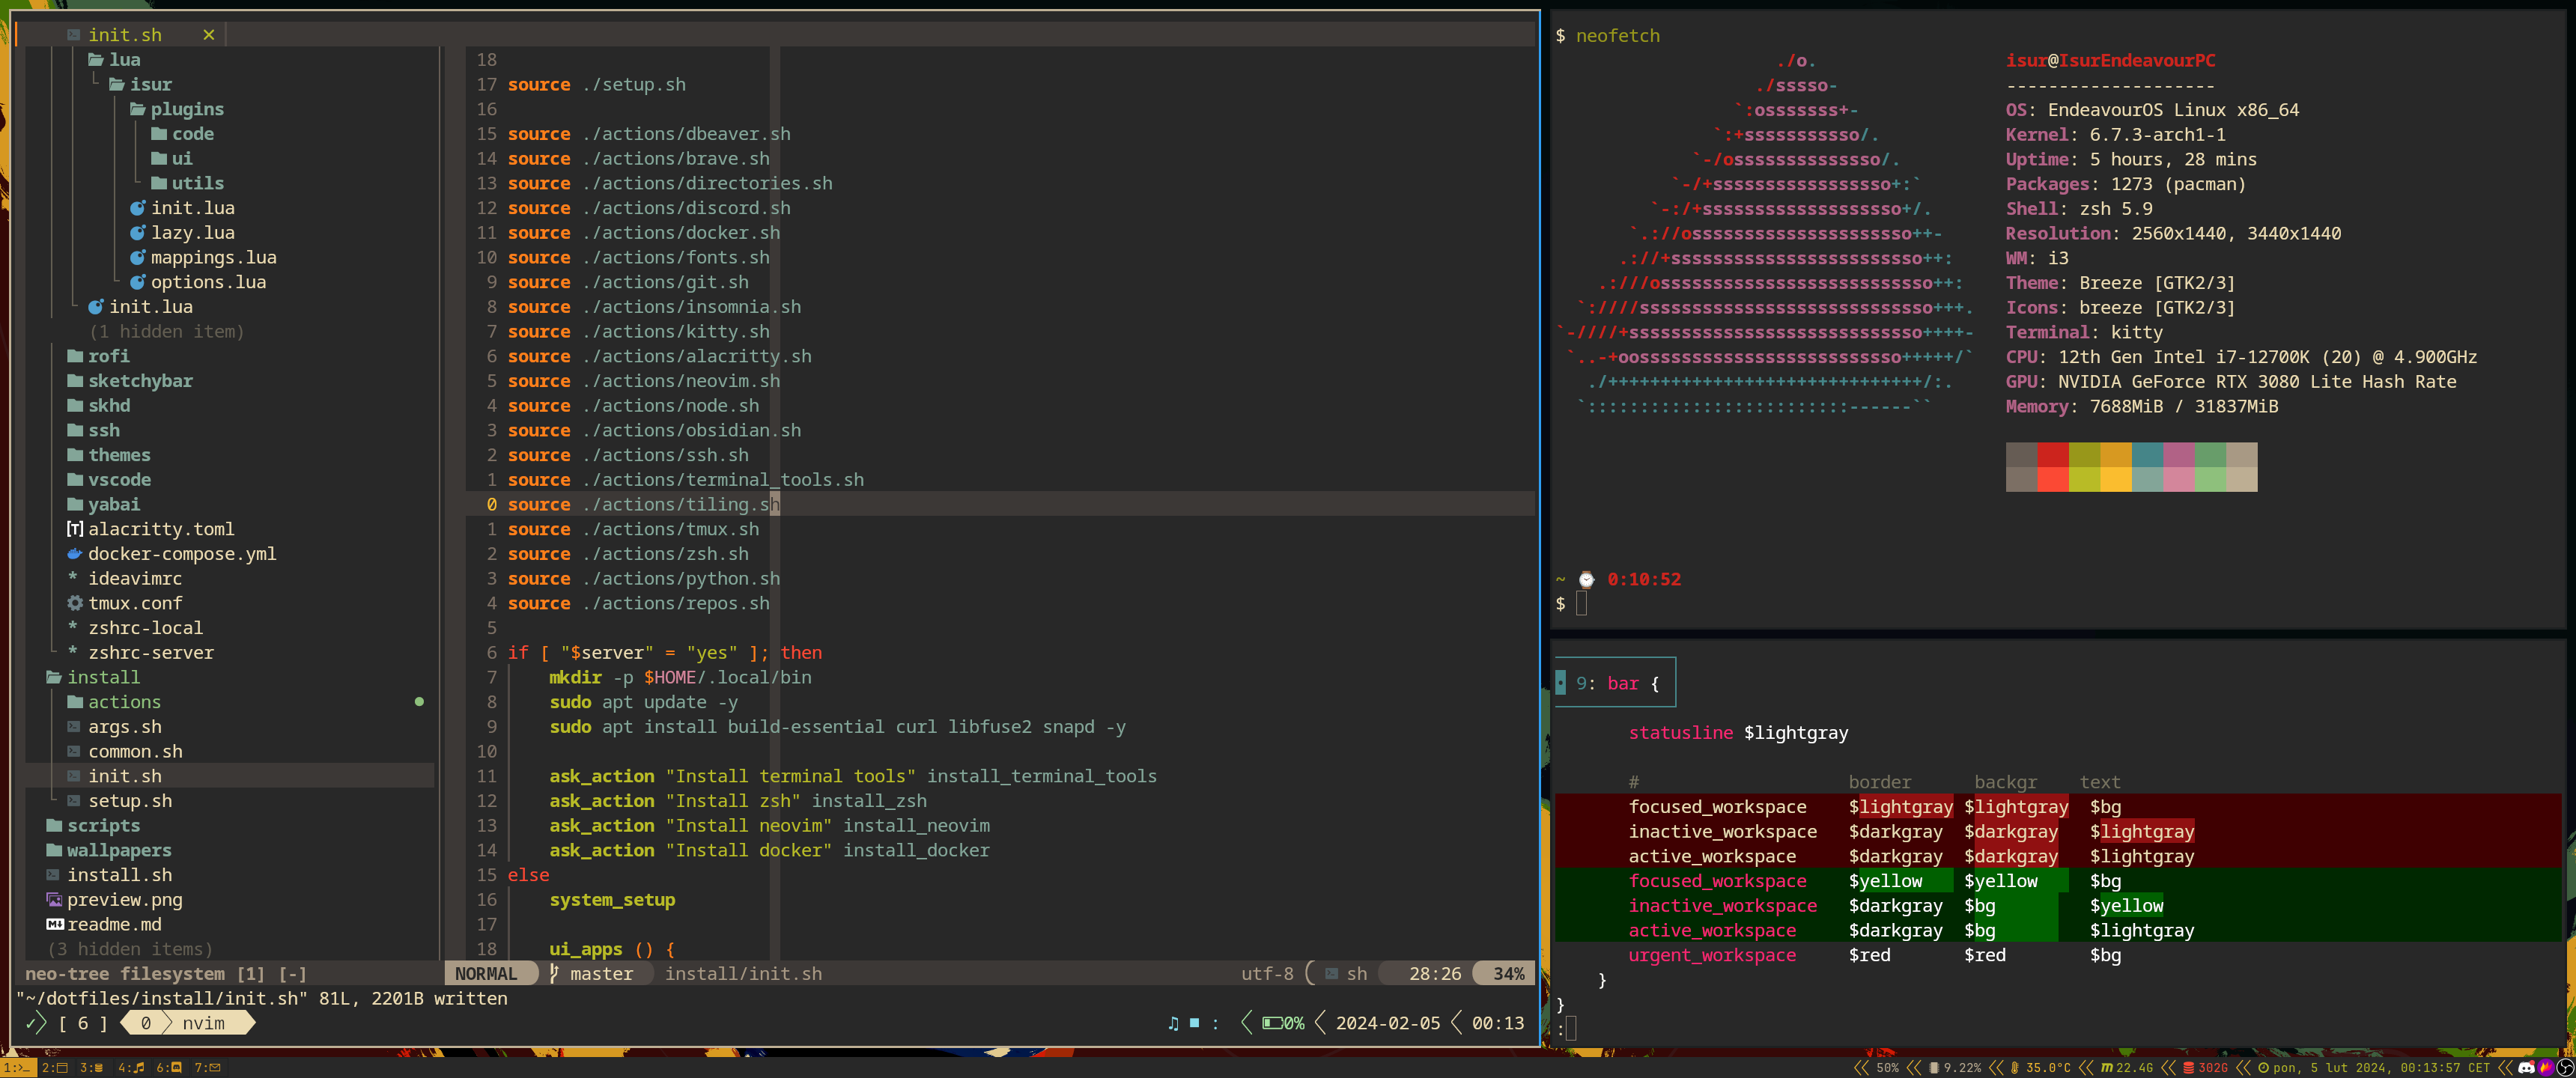 init.sh ✕
lua
isur
plugins
code
ui
utils
init.lua
lazy.lua
mappings.lua
options.lua
init.lua
(1 hidden item)
rofi
sketchybar
skhd
ssh
themes
vscode
yabai
[T] alacritty.toml
docker-compose.yml
* ideavimrc
tmux.conf
* zshrc-local
* zshrc-server
install
actions
args.sh
common.sh
init.sh
setup.sh
scripts
wallpapers
install.sh
preview.png
readme.md
(3 hidden items)
neo-tree filesystem [1] [-]
18
17 source ./setup.sh
16
15 source ./actions/dbeaver.sh
14 source ./actions/brave.sh
13 source ./actions/directories.sh
12 source ./actions/discord.sh
11 source ./actions/docker.sh
10 source ./actions/fonts.sh
9 source ./actions/git.sh
8 source ./actions/insomnia.sh
7 source ./actions/kitty.sh
6 source ./actions/alacritty.sh
5 source ./actions/neovim.sh
4 source ./actions/node.sh
3 source ./actions/obsidian.sh
2 source ./actions/ssh.sh
1 source ./actions/terminal_tools.sh
0 source ./actions/tiling.sh
1 source ./actions/tmux.sh
2 source ./actions/zsh.sh
3 source ./actions/python.sh
4 source ./actions/repos.sh
5
6 if [ "$server" = "yes" ]; then
7 mkdir -p $HOME/.local/bin
8 sudo apt update -y
9 sudo apt install build-essential curl libfuse2 snapd -y
10
11 ask_action "Install terminal tools" install_terminal_tools
12 ask_action "Install zsh" install_zsh
13 ask_action "Install neovim" install_neovim
14 ask_action "Install docker" install_docker
15 else
16 system_setup
17
18 ui_apps () {
NORMAL master install/init.sh utf-8 sh 28:26 34%
"~/dotfiles/install/init.sh" 81L, 2201B written
✓ [ 6 ] 0 nvim ♫ ■ : 0% 2024-02-05 00:13
$ neofetch
./o.
./sssso-
`:osssssss+-
`:+sssssssssso/.
`-/ossssssssssssso/.
`-/+sssssssssssssssso+:`
`-:/+sssssssssssssssssso+/.
`.://osssssssssssssssssssso++-
.://+ssssssssssssssssssssssso++:
.:///ossssssssssssssssssssssssso++:
`:////ssssssssssssssssssssssssssso+++.
`-////+ssssssssssssssssssssssssssso++++-
`..-+oosssssssssssssssssssssssso+++++/`
./++++++++++++++++++++++++++++++/:.
`:::::::::::::::::::::::::------``
isur@IsurEndeavourPC
--------------------
OS: EndeavourOS Linux x86_64
Kernel: 6.7.3-arch1-1
Uptime: 5 hours, 28 mins
Packages: 1273 (pacman)
Shell: zsh 5.9
Resolution: 2560x1440, 3440x1440
WM: i3
Theme: Breeze [GTK2/3]
Icons: breeze [GTK2/3]
Terminal: kitty
CPU: 12th Gen Intel i7-12700K (20) @ 4.900GHz
GPU: NVIDIA GeForce RTX 3080 Lite Hash Rate
Memory: 7688MiB / 31837MiB
~ ⌚ 0:10:52
$
• 9: bar {
statusline $lightgray
# border backgr text
focused_workspace $lightgray $lightgray $bg
inactive_workspace $darkgray $darkgray $lightgray
active_workspace $darkgray $darkgray $lightgray
focused_workspace $yellow $yellow $bg
inactive_workspace $darkgray $bg $yellow
active_workspace $darkgray $bg $lightgray
urgent_workspace $red $red $bg
}
}
:
1: 2: 3: 4: 6: 7: 50% 9.22% 35.0°C 22.4G 302G pon, 5 lut 2024, 00:13:57 CET